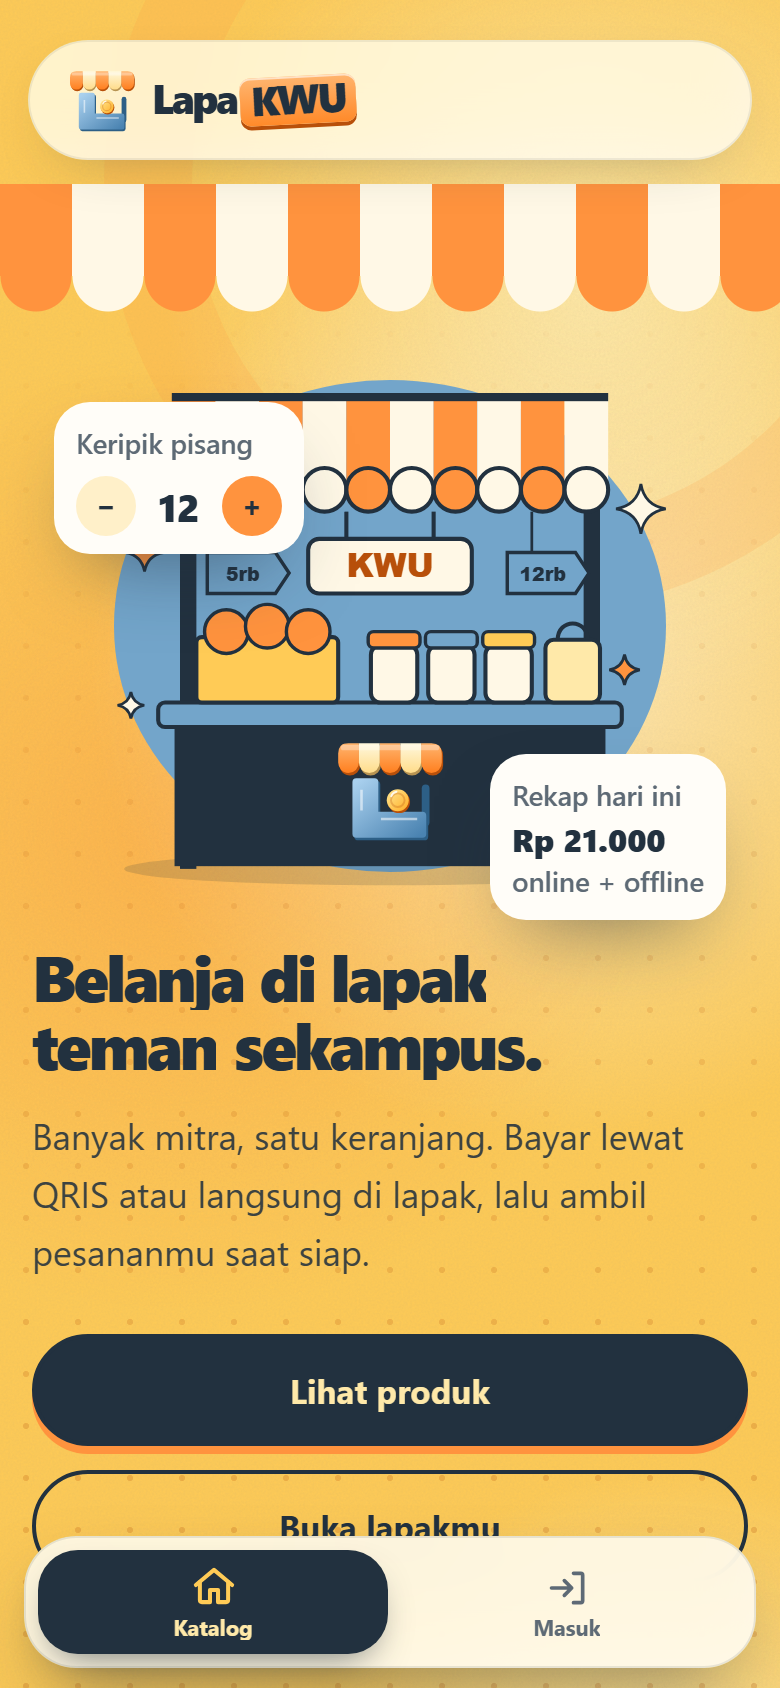 Lapa KWU
Keripik pisang
− 12 +
5rb
KWU
12rb
Rekap hari ini
Rp 21.000
online + offline
Belanja di lapak
teman sekampus.
Banyak mitra, satu keranjang. Bayar lewat
QRIS atau langsung di lapak, lalu ambil
pesananmu saat siap.
Lihat produk
Buka lapakmu
Katalog
Masuk